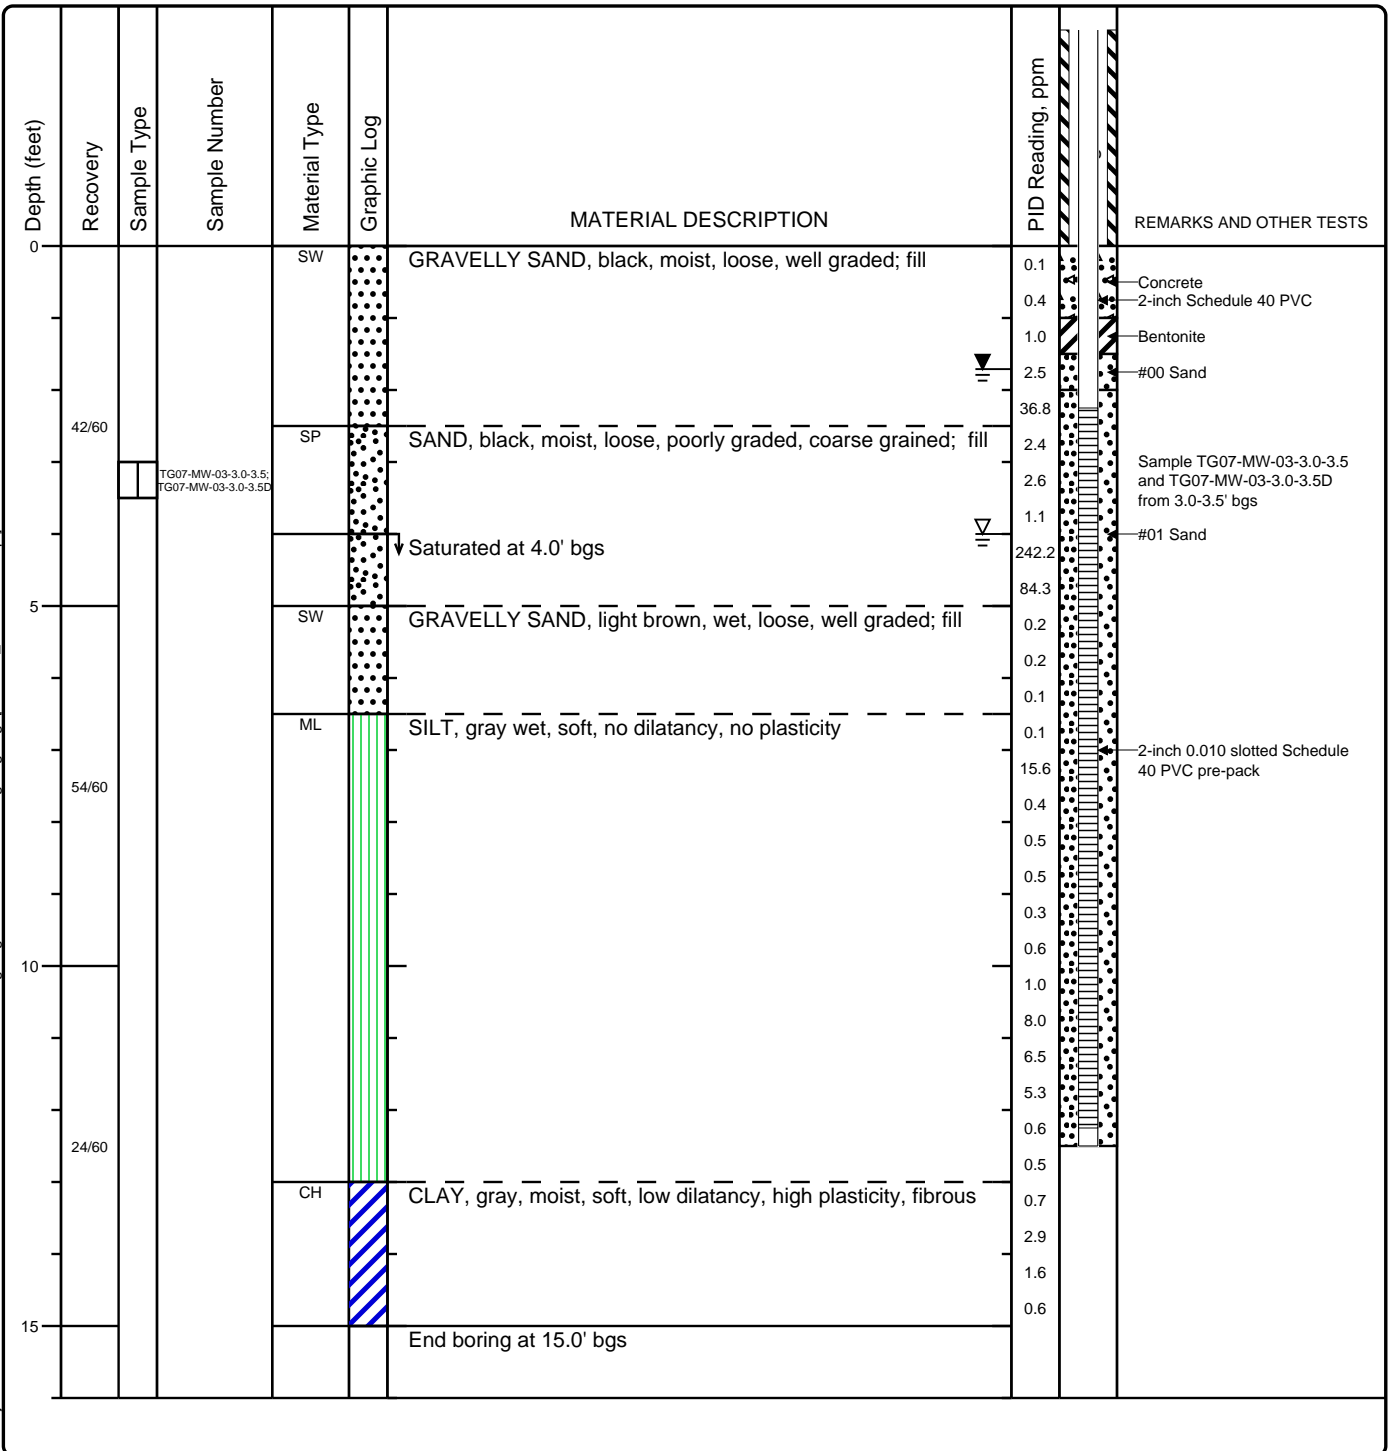 Depth (feet)
Recovery
Sample Type
Sample Number
Material Type
Graphic Log
MATERIAL DESCRIPTION
PID Reading, ppm
REMARKS AND OTHER TESTS
0
SW
GRAVELLY SAND, black, moist, loose, well graded; fill
0.1
Concrete
0.4
2-inch Schedule 40 PVC
1.0
Bentonite
2.5
#00 Sand
36.8
42/60
SP
SAND, black, moist, loose, poorly graded, coarse grained; fill
2.4
TG07-MW-03-3.0-3.5;
TG07-MW-03-3.0-3.5D
2.6
Sample TG07-MW-03-3.0-3.5
and TG07-MW-03-3.0-3.5D
from 3.0-3.5' bgs
1.1
#01 Sand
Saturated at 4.0' bgs
242.2
84.3
5
SW
GRAVELLY SAND, light brown, wet, loose, well graded; fill
0.2
0.2
0.1
ML
SILT, gray wet, soft, no dilatancy, no plasticity
0.1
2-inch 0.010 slotted Schedule
40 PVC pre-pack
15.6
54/60
0.4
0.5
0.5
0.3
0.6
10
1.0
8.0
6.5
5.3
0.6
24/60
0.5
CH
CLAY, gray, moist, soft, low dilatancy, high plasticity, fibrous
0.7
2.9
1.6
0.6
15
End boring at 15.0' bgs